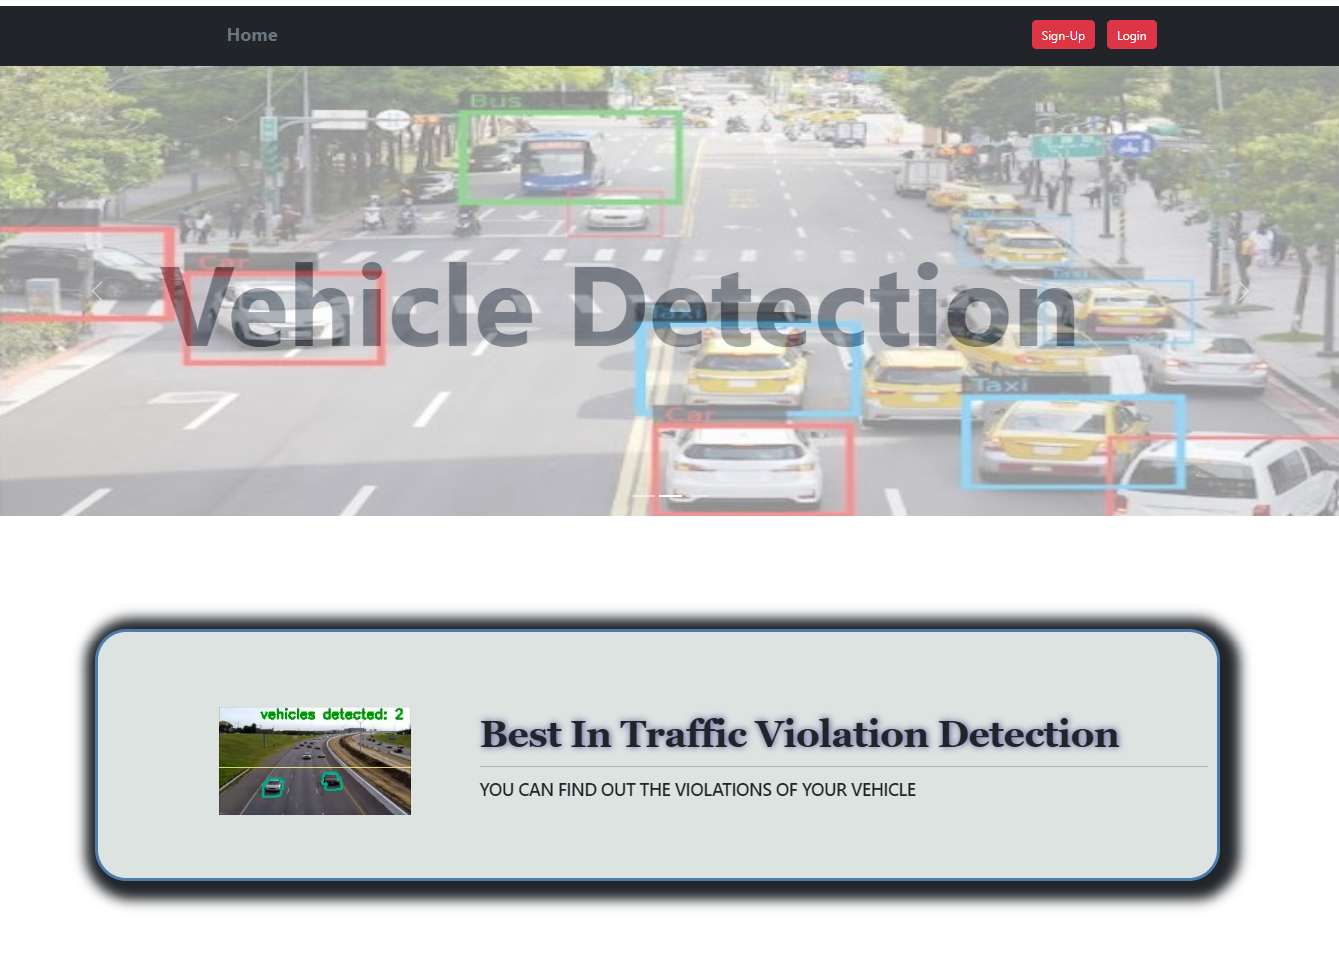 Home
Sign-Up
Login
Bus
Car
Taxi
Taxi
Taxi
Taxi
Car
Vehicle Detection
vehicles detected: 2
Best In Traffic Violation Detection
YOU CAN FIND OUT THE VIOLATIONS OF YOUR VEHICLE